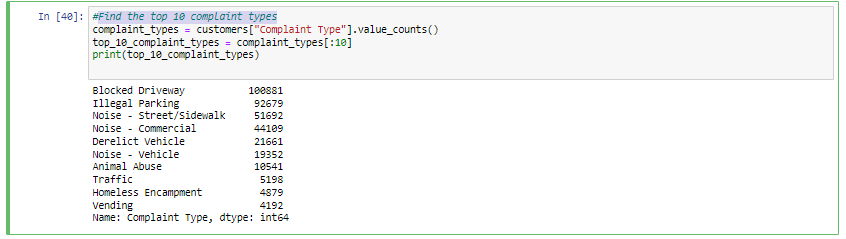 In [40]: #Find the top 10 complaint types
complaint_types = customers["Complaint Type"].value_counts()
top_10_complaint_types = complaint_types[:10]
print(top_10_complaint_types)
Blocked Driveway 100881
Illegal Parking 92679
Noise - Street/Sidewalk 51692
Noise - Commercial 44109
Derelict Vehicle 21661
Noise - Vehicle 19352
Animal Abuse 10541
Traffic 5198
Homeless Encampment 4879
Vending 4192
Name: Complaint Type, dtype: int64